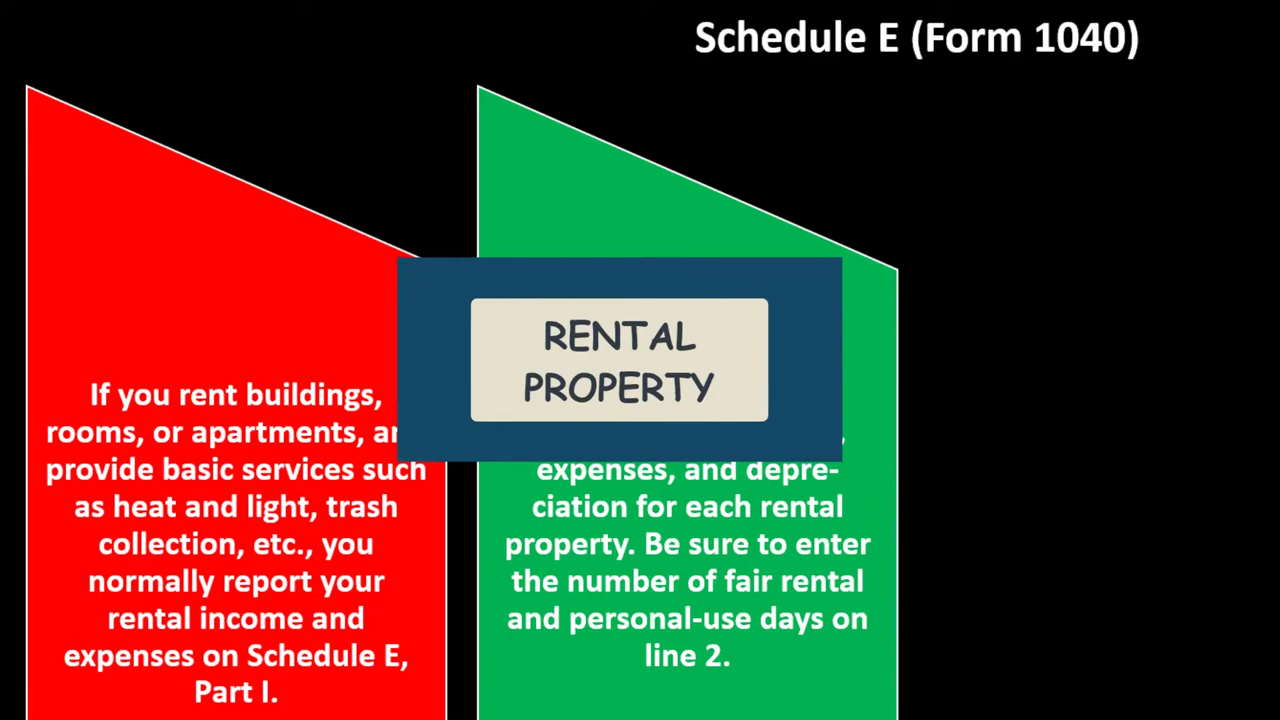 Schedule E (Form 1040)
If you rent buildings,
rooms, or apartments,
provide basic services such
as heat and light, trash
collection, etc., you
normally report your
rental income and
expenses on Schedule E,
Part I.
RENTAL
PROPERTY
expenses, and depre-
ciation for each rental
property. Be sure to enter
the number of fair rental
and personal-use days on
line 2.